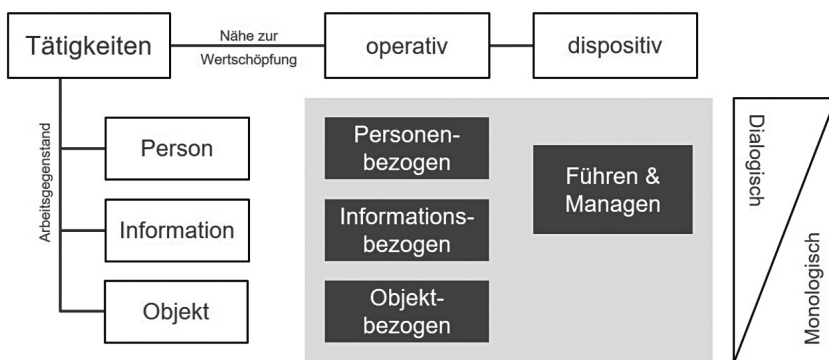 Tätigkeiten
Nähe zur
Wertschöpfung
operativ
dispositiv
Arbeitsgegenstand
Person
Information
Objekt
Personen-
bezogen
Informations-
bezogen
Objekt-
bezogen
Führen &
Managen
Dialogisch
Monologisch